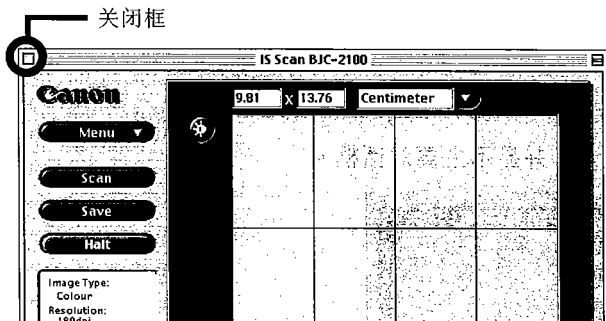 关闭框
IS Scan BJC-2100
Canon
9.81 x 13.76 Centimeter
Menu
Scan
Save
Halt
Image Type:
Colour
Resolution:
180dpi